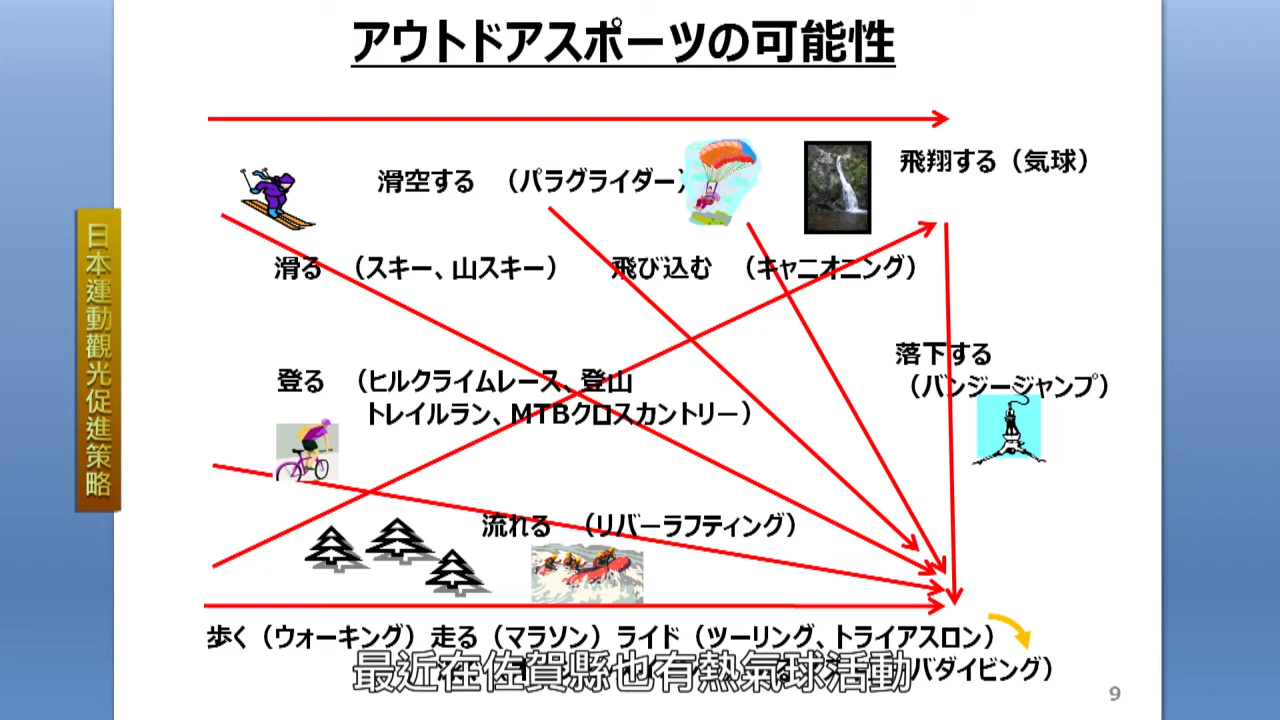 アウトドアスポーツの可能性
飛翔する（気球）
滑空する （パラグライダー）
滑る （スキー、山スキー） 飛び込む （キャニオニング）
落下する
（バンジージャンプ）
登る （ヒルクライムレース、登山
トレイルラン、MTBクロスカントリー）
流れる （リバーラフティング）
歩く（ウォーキング）走る（マラソン）ライド（ツーリング、トライアスロン）
バダイビング）
最近在佐賀縣也有熱氣球活動
日本運動觀光促進策略
9